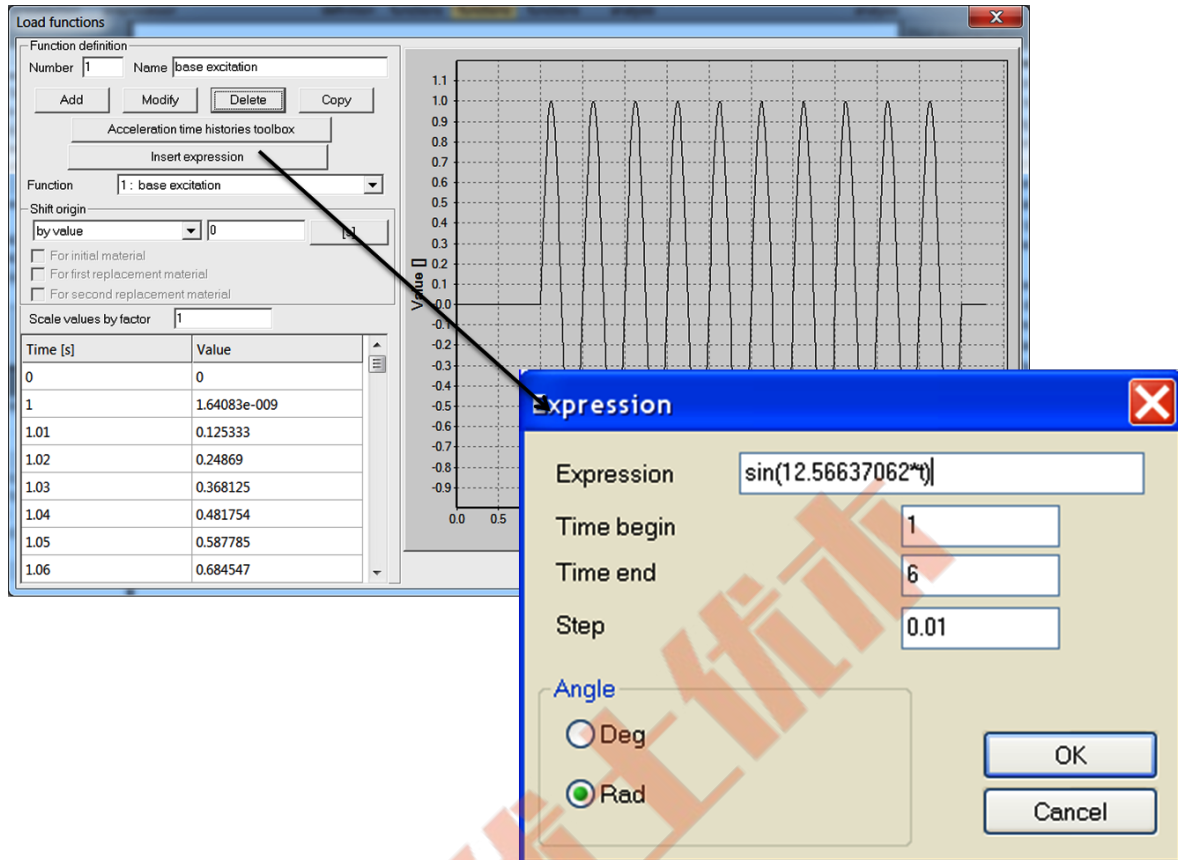 Load functions
Function definition
Number 1 Name base excitation
Add Modify Delete Copy
Acceleration time histories toolbox
Insert expression
Function 1 : base excitation
Shift origin
by value 0 [s]
For initial material
For first replacement material
For second replacement material
Scale values by factor 1
Time [s] Value
0 0
1 1.64083e-009
1.01 0.125333
1.02 0.24869
1.03 0.368125
1.04 0.481754
1.05 0.587785
1.06 0.684547
Value []
1.1
1.0
0.9
0.8
0.7
0.6
0.5
0.4
0.3
0.2
0.1
0.0
-0.1
-0.2
-0.3
-0.4
-0.5
-0.6
-0.7
-0.8
-0.9
0.0 0.5
Expression
Expression sin(12.56637062*t)
Time begin 1
Time end 6
Step 0.01
Angle
Deg
Rad
OK
Cancel